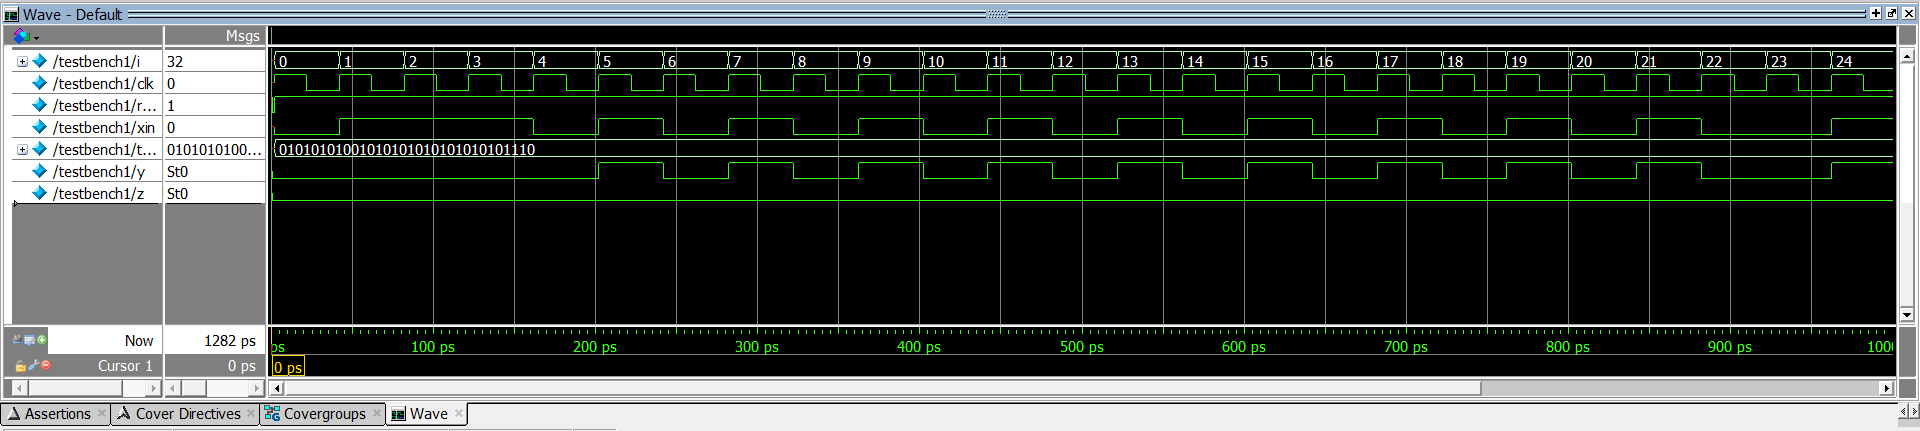 Wave - Default
Msgs
/testbench1/i 32 0 1 2 3 4 5 6 7 8 9 10 11 12 13 14 15 16 17 18 19 20 21 22 23 24
/testbench1/clk 0
/testbench1/r... 1
/testbench1/xin 0
/testbench1/t... 0101010100... 01010101001010101010101010101110
/testbench1/y St0
/testbench1/z St0
Now 1282 ps ps 100 ps 200 ps 300 ps 400 ps 500 ps 600 ps 700 ps 800 ps 900 ps 100
Cursor 1 0 ps 0 ps
Assertions Cover Directives Covergroups Wave